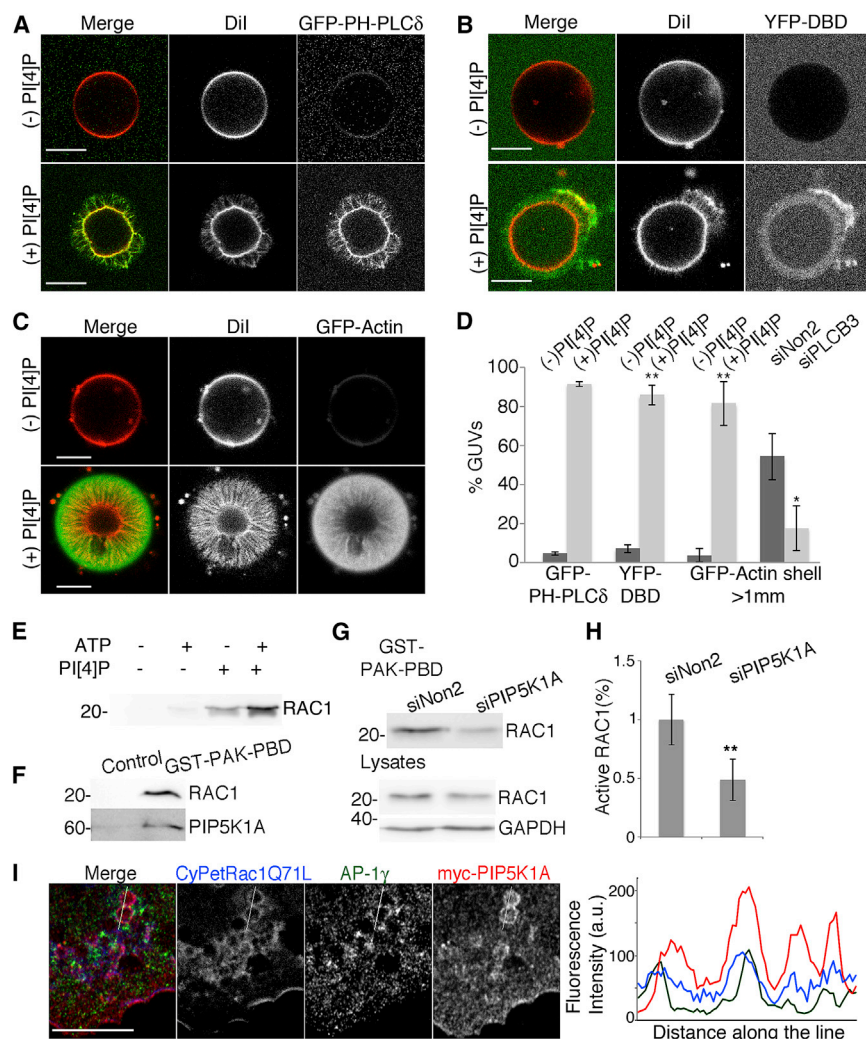 A
Merge
DiI
GFP-PH-PLCδ
(-) PI[4]P
(+) PI[4]P
B
Merge
DiI
YFP-DBD
(-) PI[4]P
(+) PI[4]P
C
Merge
DiI
GFP-Actin
(-) PI[4]P
(+) PI[4]P
D
(-)PI[4]P
(+)PI[4]P
(-)PI[4]P
(+)PI[4]P
(-)PI[4]P
(+)PI[4]P
siNon2
siPLCB3
100
80
60
40
20
0
% GUVs
**
**
*
GFP-
PH-PLCδ
YFP-
DBD
GFP-Actin shell
>1mm
E
ATP - + - +
PI[4]P - - + +
20- RAC1
F
Control
GST-PAK-PBD
20- RAC1
60- PIP5K1A
G
GST-
PAK-PBD
siNon2
siPIP5K1A
20- RAC1
Lysates
20- RAC1
40-
GAPDH
H
siNon2
siPIP5K1A
1.5
1
0.5
0
Active RAC1(%)
**
I
Merge
CyPetRac1Q71L
AP-1γ
myc-PIP5K1A
200
100
0
Fluorescence
Intensity (a.u.)
Distance along the line